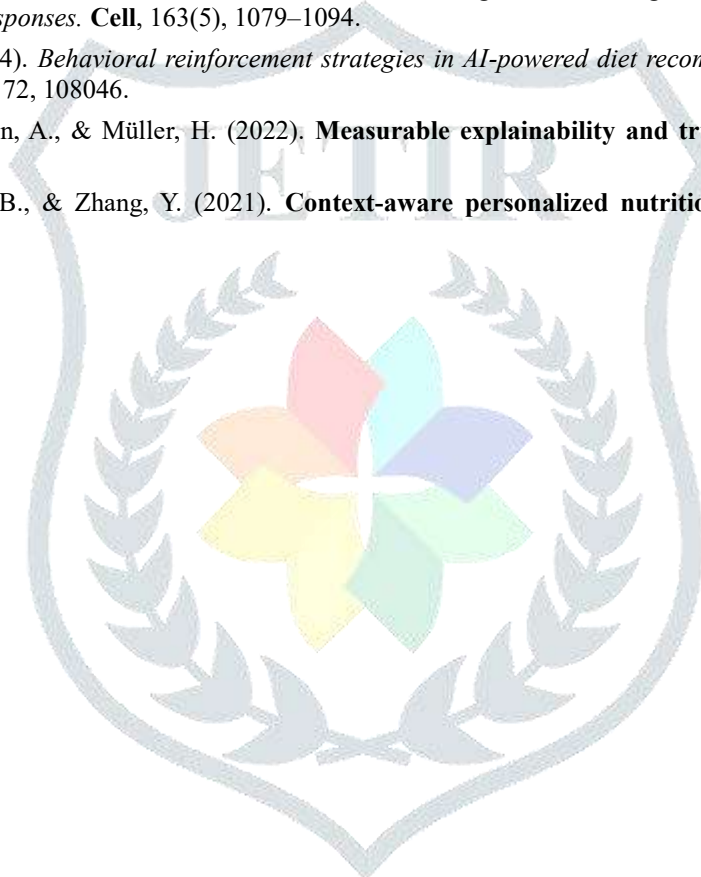 sponses. Cell, 163(5), 1079–1094.
4). Behavioral reinforcement strategies in AI-powered diet recon
72, 108046.
n, A., & Müller, H. (2022). Measurable explainability and tr
B., & Zhang, Y. (2021). Context-aware personalized nutritio
JETIR